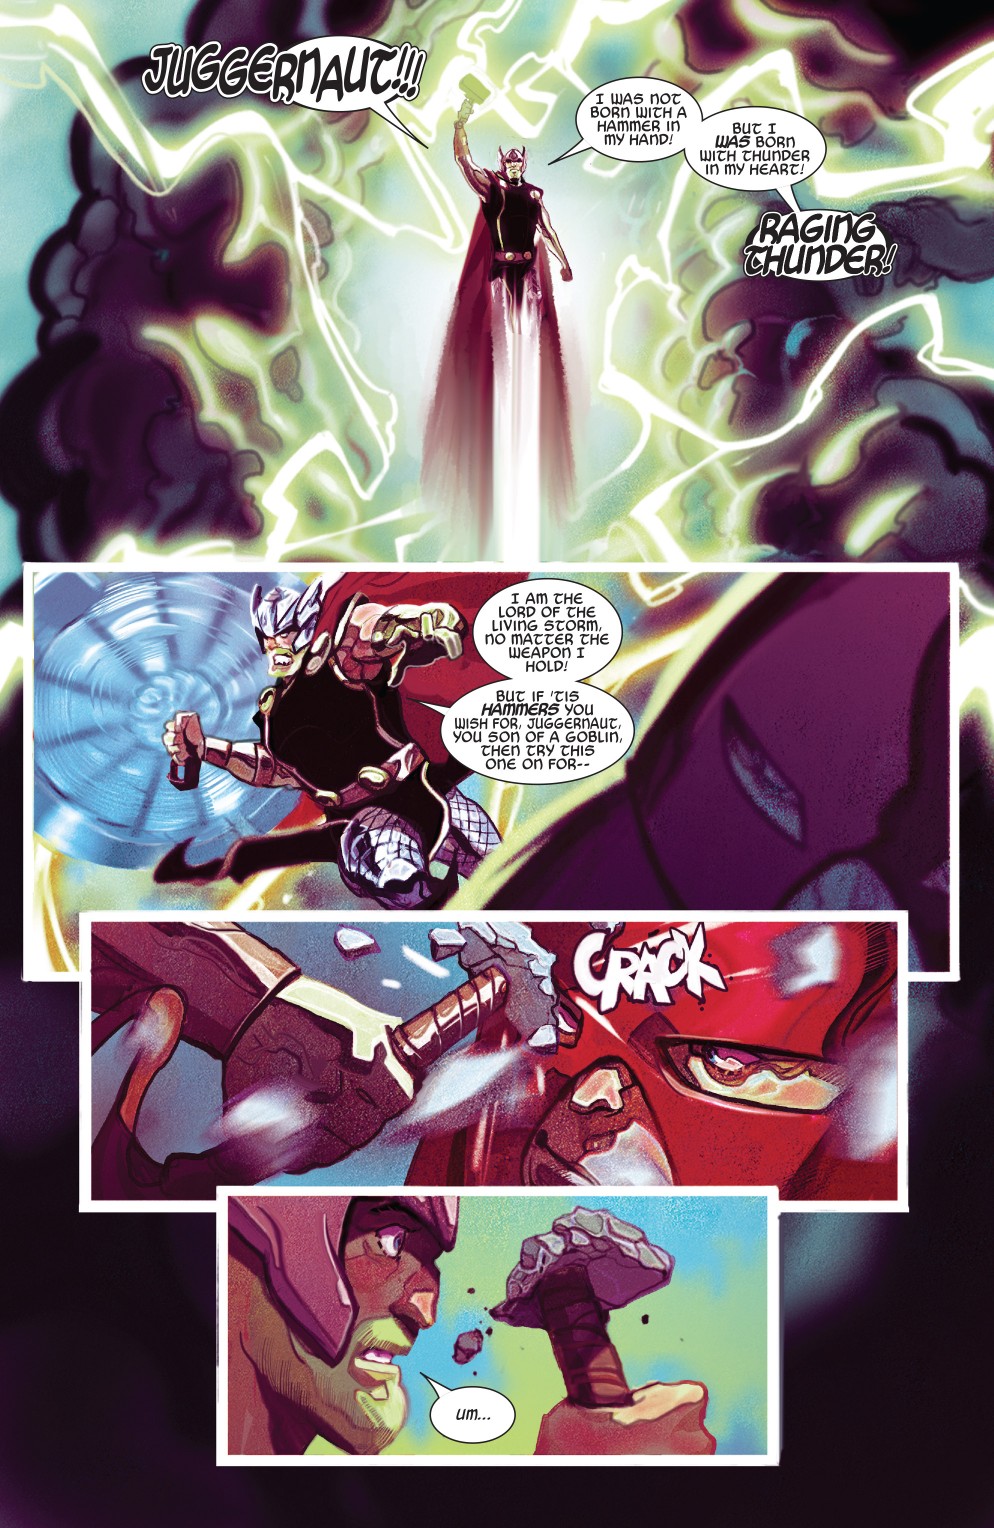 JUGGERNAUT!!!
I WAS NOT
BORN WITH A
HAMMER IN
MY HAND!
BUT I
WAS BORN
WITH THUNDER
IN MY HEART!
RAGING
THUNDER!
I AM THE
LORD OF THE
LIVING STORM,
NO MATTER THE
WEAPON I
HOLD!
BUT IF 'TIS
HAMMERS YOU
WISH FOR, JUGGERNAUT,
YOU SON OF A GOBLIN,
THEN TRY THIS
ONE ON FOR--
CRACK
UM...